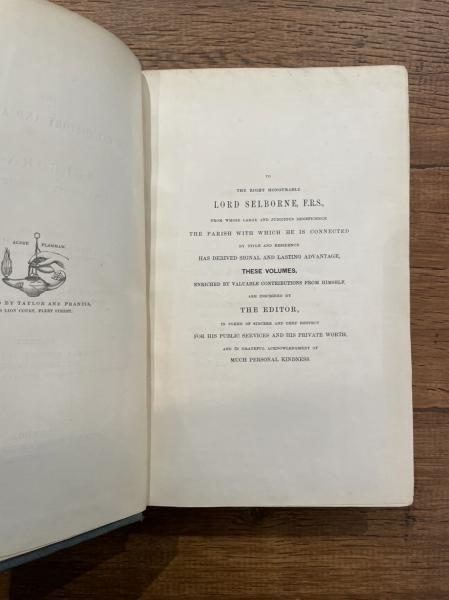 ALERE FLAMMAM.
BY TAYLOR AND FRANCIS,
LION COURT, FLEET STREET.
TO
THE RIGHT HONOURABLE
LORD SELBORNE, F.R.S.,
FROM WHOSE LARGE AND JUDICIOUS BENEFICENCE
THE PARISH WITH WHICH HE IS CONNECTED
BY TITLE AND RESIDENCE
HAS DERIVED SIGNAL AND LASTING ADVANTAGE,
THESE VOLUMES,
ENRICHED BY VALUABLE CONTRIBUTIONS FROM HIMSELF,
ARE INSCRIBED BY
THE EDITOR,
IN TOKEN OF SINCERE AND DEEP RESPECT
FOR HIS PUBLIC SERVICES AND HIS PRIVATE WORTH,
AND IN GRATEFUL ACKNOWLEDGMENT OF
MUCH PERSONAL KINDNESS.